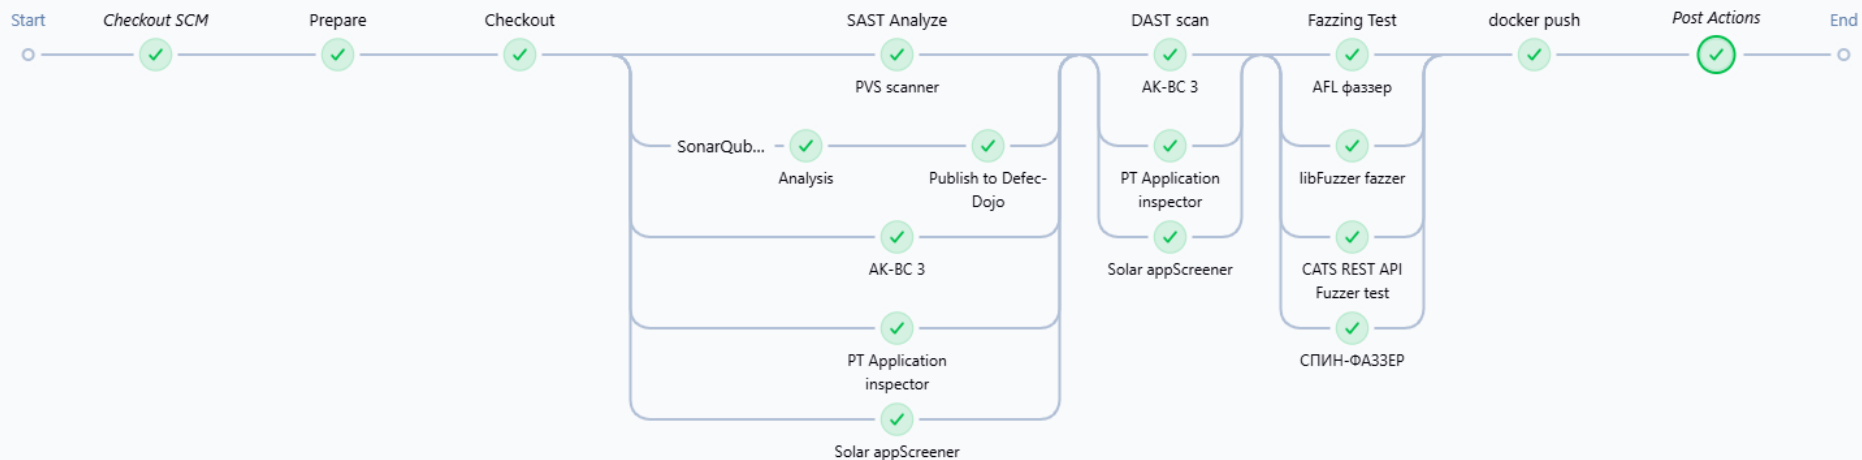 Start
Checkout SCM
Prepare
Checkout
SAST Analyze
DAST scan
Fazzing Test
docker push
Post Actions
End
PVS scanner
AK-BC 3
AFL фаззер
SonarQub...
Analysis
Publish to Defec-
Dojo
PT Application
inspector
libFuzzer fazzer
AK-BC 3
Solar appScreener
CATS REST API
Fuzzer test
PT Application
inspector
СПИН-ФАЗЗЕР
Solar appScreener